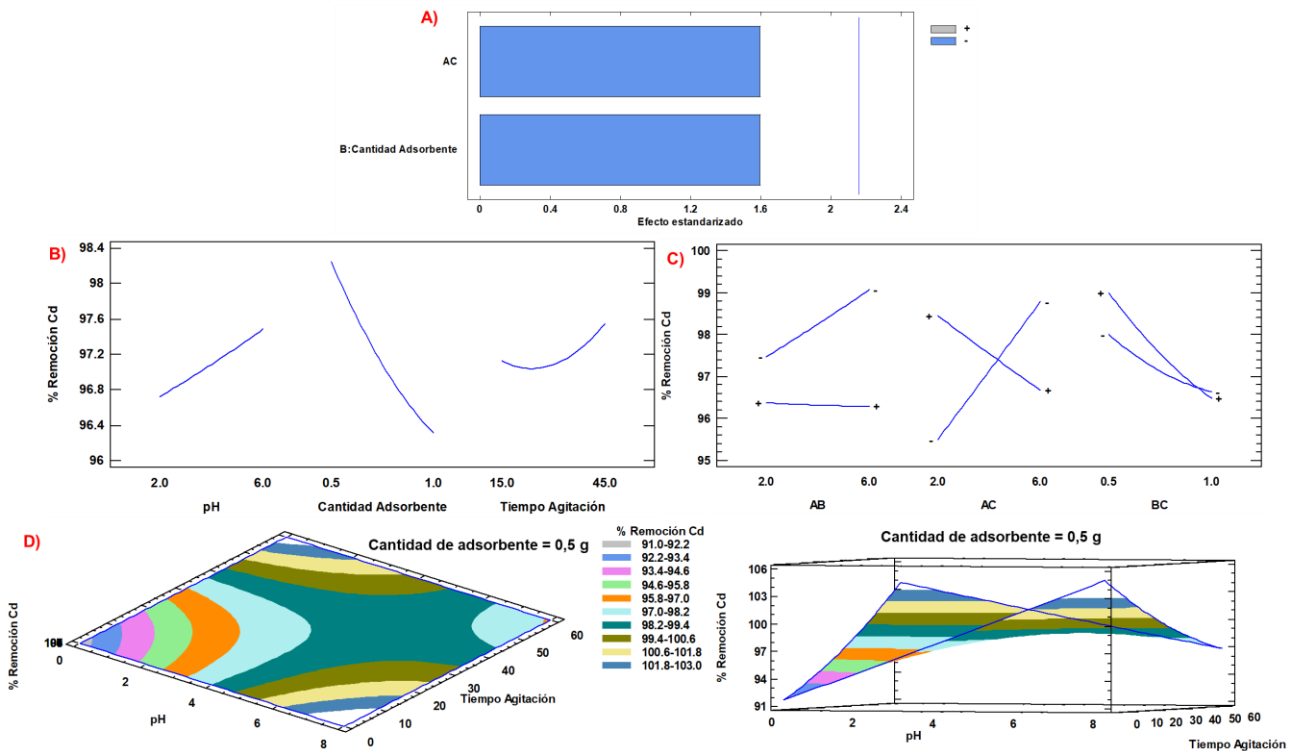 A)
AC
B:Cantidad Adsorbente
0 0.4 0.8 1.2 1.6 2 2.4
Efecto estandarizado
+
-
B)
% Remoción Cd
98.4
98
97.6
97.2
96.8
96.4
96
2.0 6.0 0.5 1.0 15.0 45.0
pH Cantidad Adsorbente Tiempo Agitación
C)
% Remoción Cd
100
99
98
97
96
95
- - + + + - - + + - - +
2.0 6.0 2.0 6.0 0.5 1.0
AB AC BC
D)
Cantidad de adsorbente = 0,5 g
% Remoción Cd
0
2
4
6
8
pH
0
10
20
30
40
50
60
Tiempo Agitación
% Remoción Cd
91.0-92.2
92.2-93.4
93.4-94.6
94.6-95.8
95.8-97.0
97.0-98.2
98.2-99.4
99.4-100.6
100.6-101.8
101.8-103.0
Cantidad de adsorbente = 0,5 g
% Remoción Cd
106
103
100
97
94
91
0 2 4 6 8
pH
0 10 20 30 40 50 60
Tiempo Agitación